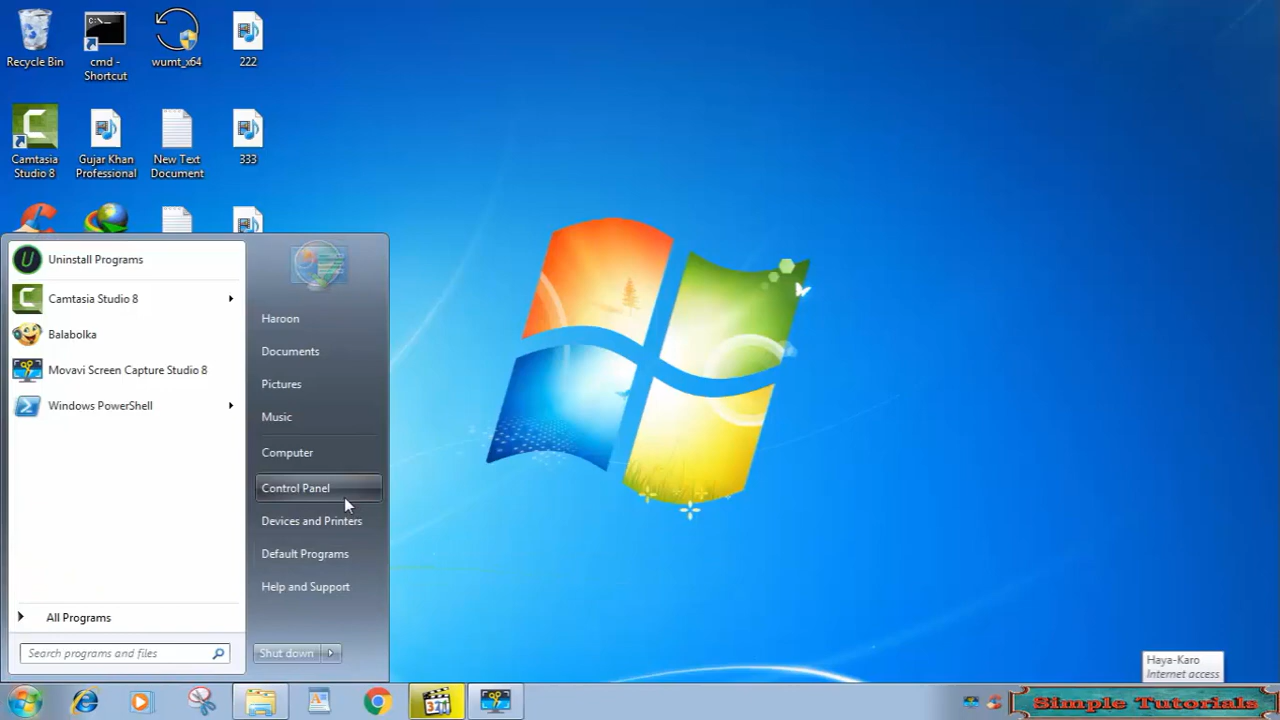 Recycle Bin
cmd -
Shortcut
wumt_x64
222
Camtasia
Studio 8
Gujar Khan
Professional
New Text
Document
333
Uninstall Programs
Camtasia Studio 8
Balabolka
Movavi Screen Capture Studio 8
Windows PowerShell
All Programs
Search programs and files
Haroon
Documents
Pictures
Music
Computer
Control Panel
Devices and Printers
Default Programs
Help and Support
Shut down
Haya-Karo
Internet access
321
Simple Tutorials